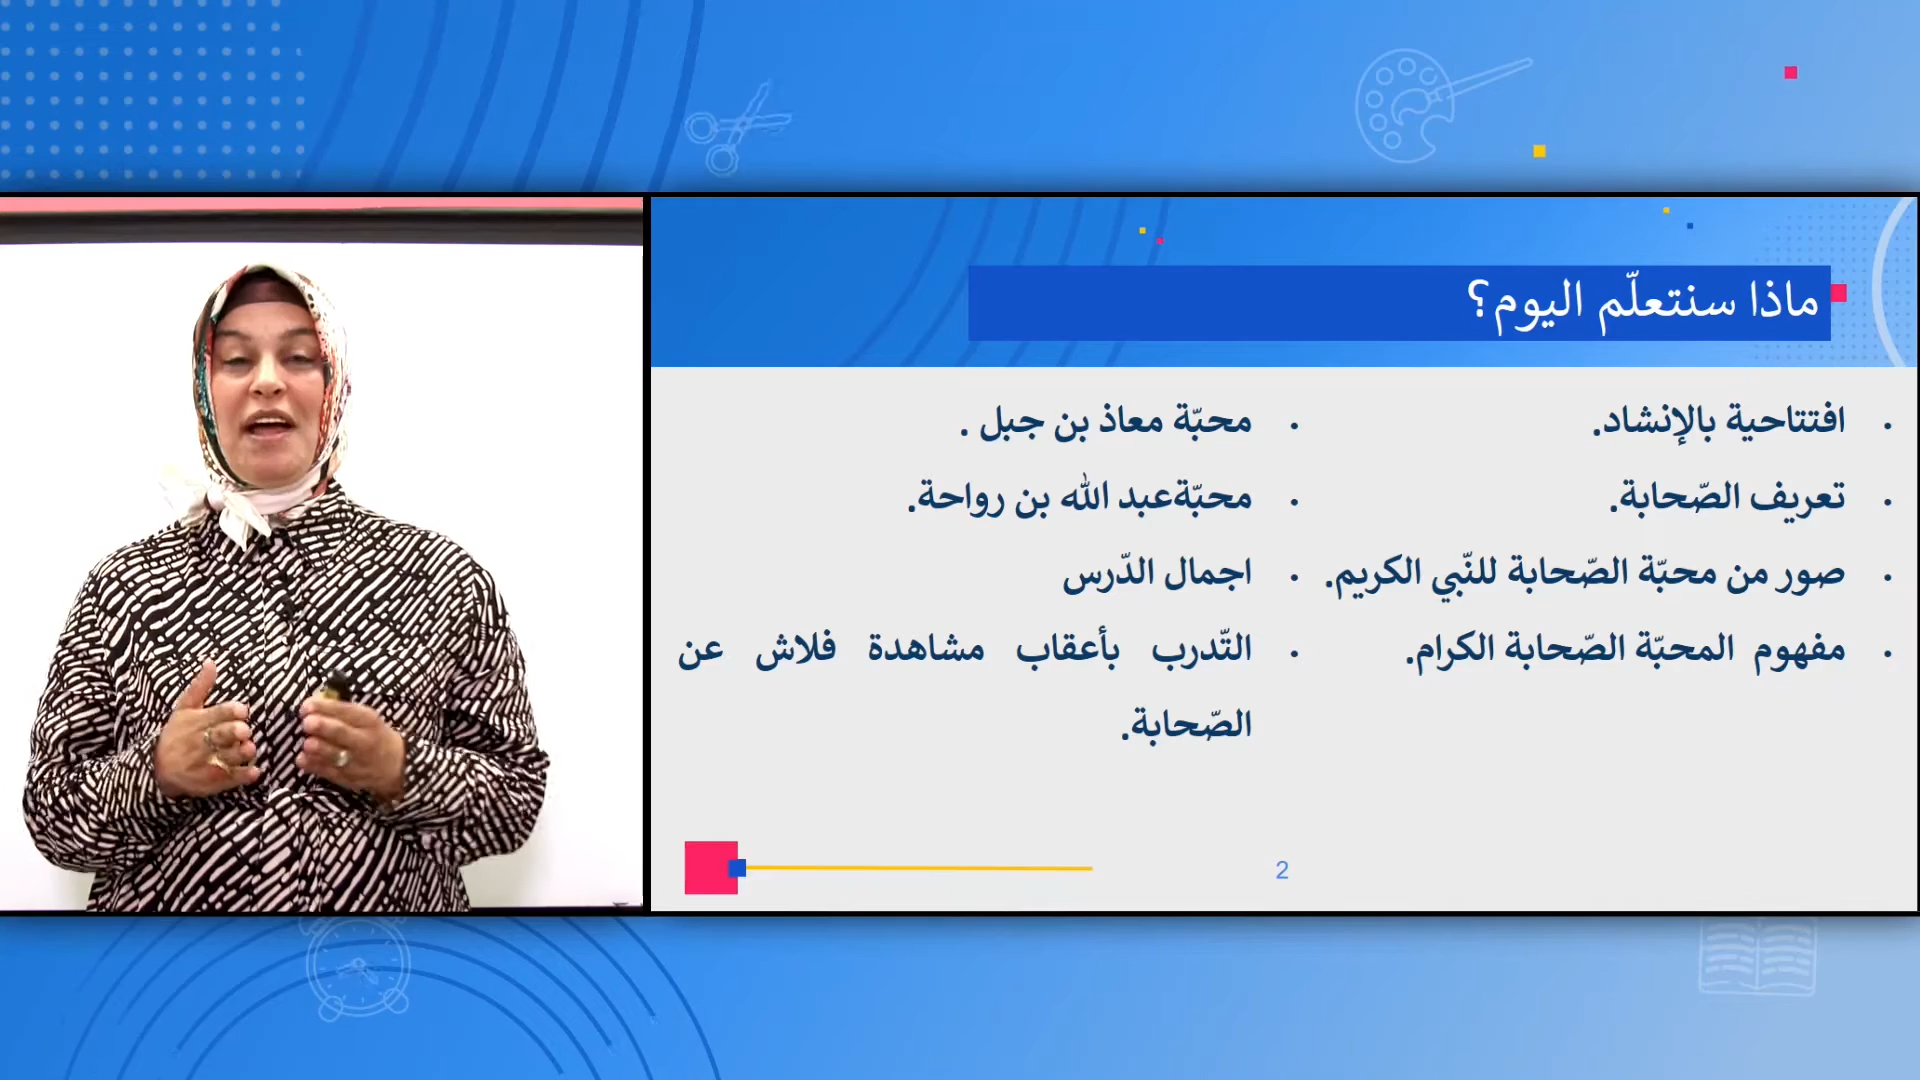 ماذا سنتعلّم اليوم؟
• افتتاحية بالإنشاد.
• تعريف الصّحابة.
• صور من محبّة الصّحابة للنّبي الكريم.
• مفهوم المحبّة الصّحابة الكرام.
• محبّة معاذ بن جبل .
• محبّةعبد الله بن رواحة.
• اجمال الدّرس
• التّدرب بأعقاب مشاهدة فلاش عن
الصّحابة.
2